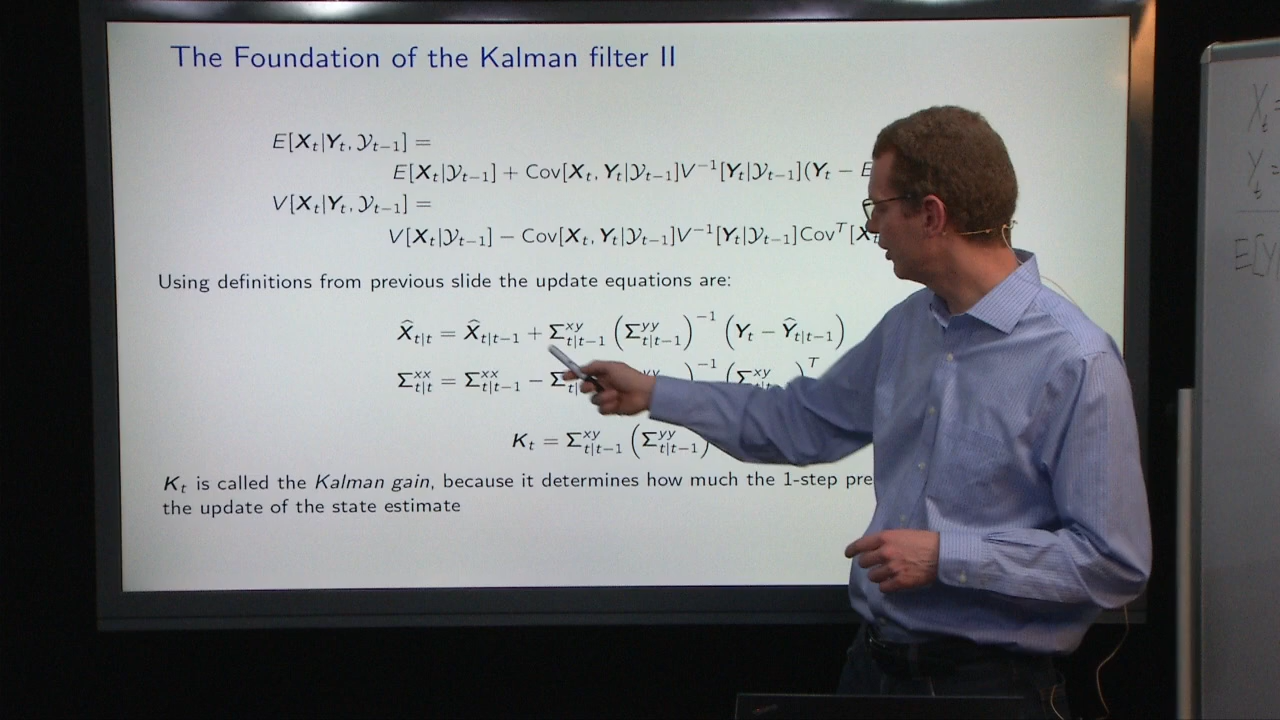 The Foundation of the Kalman filter II
E[X_t|Y_t, 𝒴_{t−1}] =
E[X_t|𝒴_{t−1}] + Cov[X_t, Y_t|𝒴_{t−1}]V^{−1}[Y_t|𝒴_{t−1}](Y_t − E
V[X_t|Y_t, 𝒴_{t−1}] =
V[X_t|𝒴_{t−1}] − Cov[X_t, Y_t|𝒴_{t−1}]V^{−1}[Y_t|𝒴_{t−1}]Cov^T[X_t
Using definitions from previous slide the update equations are:
X̂_{t|t} = X̂_{t|t−1} + Σ^{xy}_{t|t−1} (Σ^{yy}_{t|t−1})^{−1} (Y_t − Ŷ_{t|t−1})
Σ^{xx}_{t|t} = Σ^{xx}_{t|t−1} − Σ )^{−1} (Σ^{xy} )^T
K_t = Σ^{xy}_{t|t−1} (Σ^{yy}_{t|t−1})
K_t is called the Kalman gain, because it determines how much the 1-step
the update of the state estimate
X_t =
Y_t =
E[Y